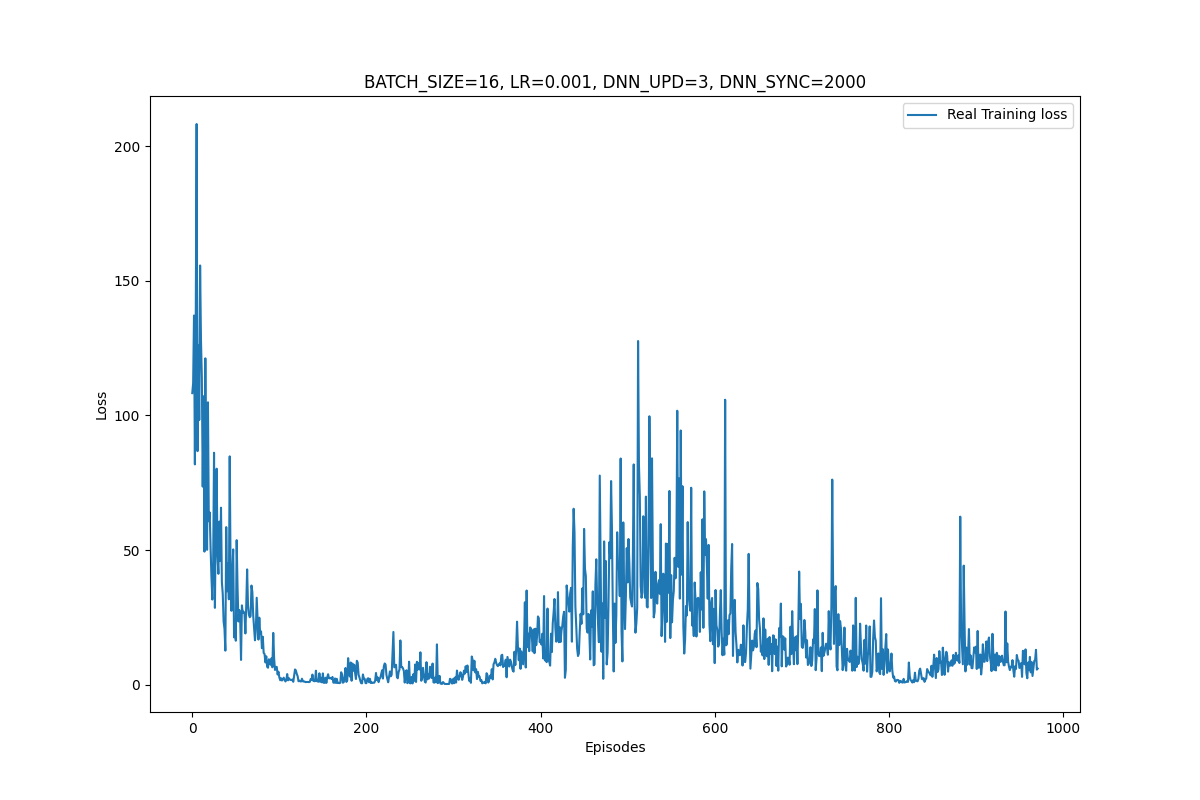 BATCH_SIZE=16, LR=0.001, DNN_UPD=3, DNN_SYNC=2000
Real Training loss
200
150
100
50
0
Loss
0 200 400 600 800 1000
Episodes